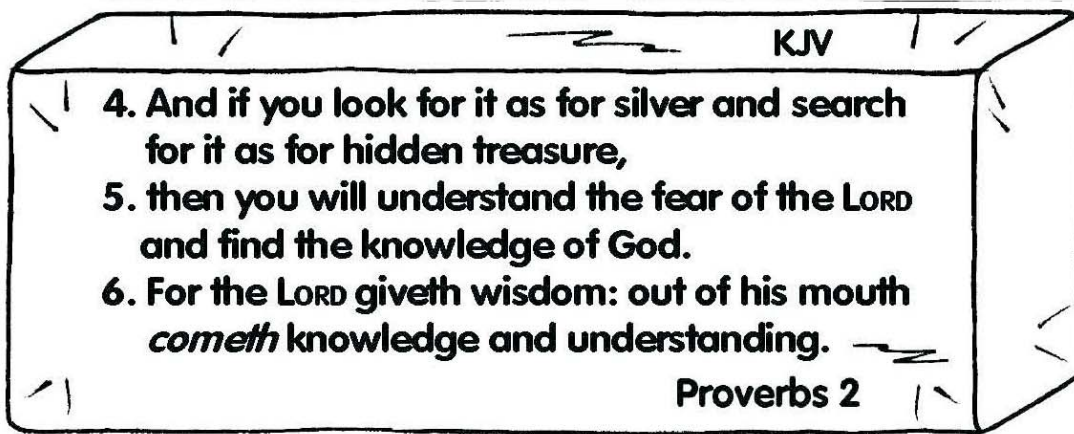 KJV
4. And if you look for it as for silver and search
for it as for hidden treasure,
5. then you will understand the fear of the LORD
and find the knowledge of God.
6. For the LORD giveth wisdom: out of his mouth
cometh knowledge and understanding.
Proverbs 2